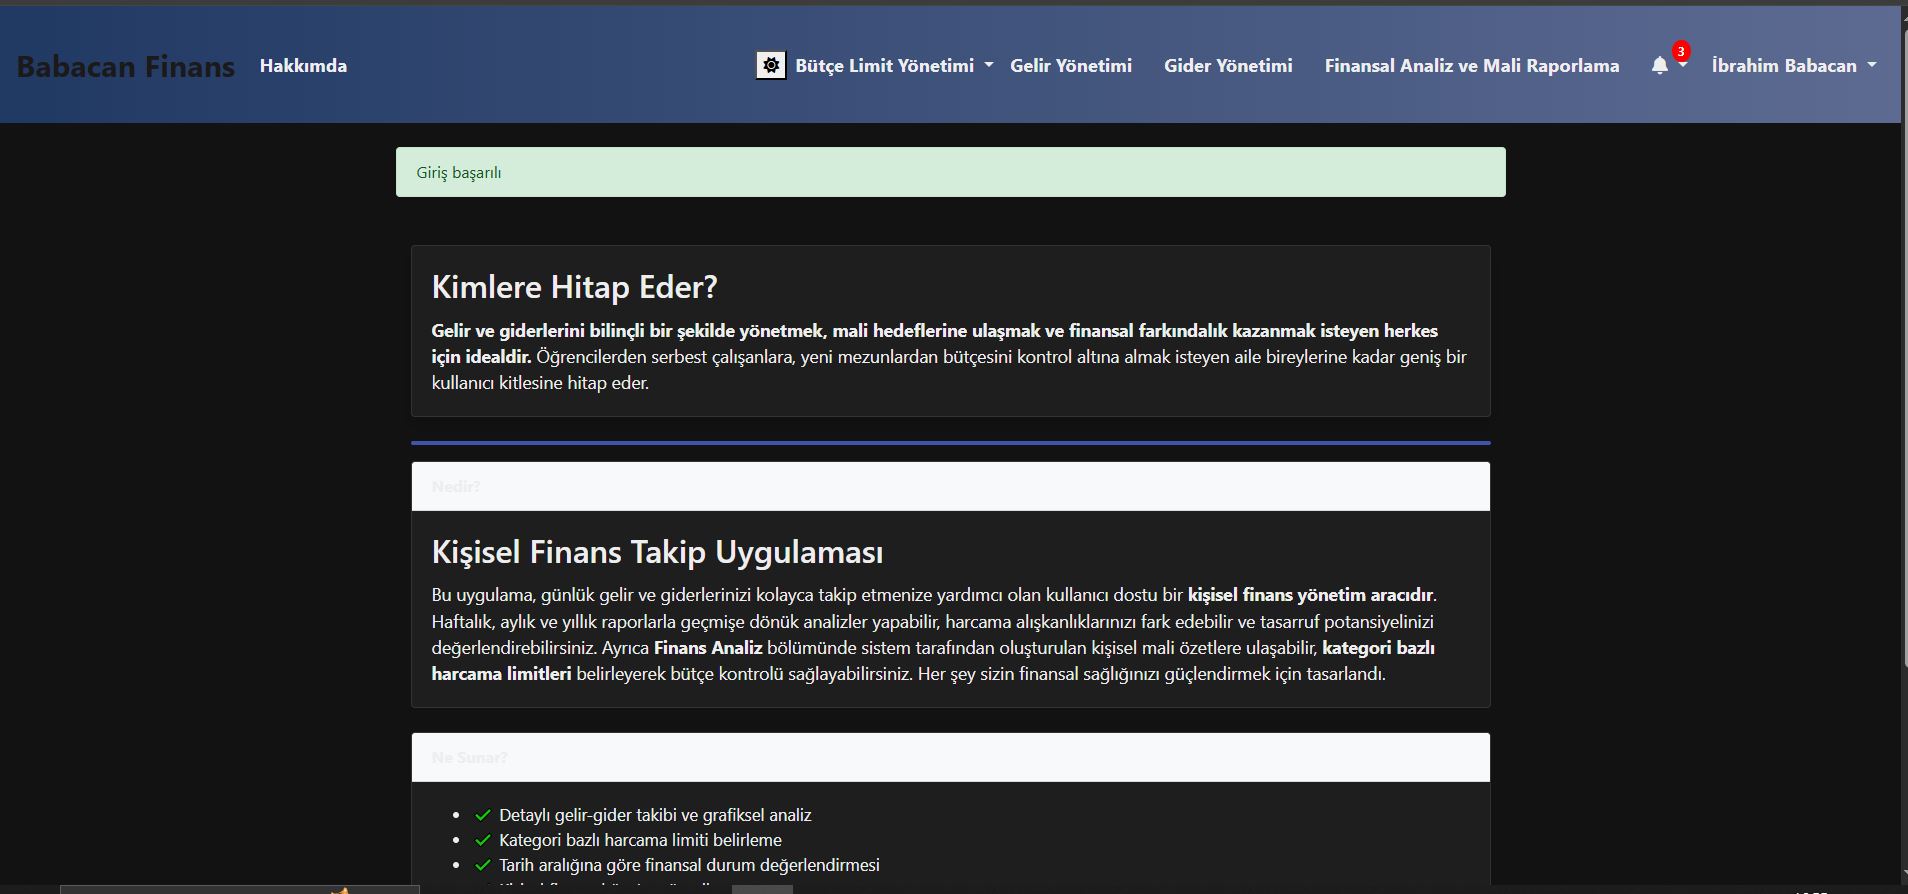 Babacan Finans
Hakkımda
Bütçe Limit Yönetimi
Gelir Yönetimi
Gider Yönetimi
Finansal Analiz ve Mali Raporlama
3
İbrahim Babacan
Giriş başarılı
Kimlere Hitap Eder?
Gelir ve giderlerini bilinçli bir şekilde yönetmek, mali hedeflerine ulaşmak ve finansal farkındalık kazanmak isteyen herkes
için idealdir. Öğrencilerden serbest çalışanlara, yeni mezunlardan bütçesini kontrol altına almak isteyen aile bireylerine kadar geniş bir
kullanıcı kitlesine hitap eder.
Nedir?
Kişisel Finans Takip Uygulaması
Bu uygulama, günlük gelir ve giderlerinizi kolayca takip etmenize yardımcı olan kullanıcı dostu bir kişisel finans yönetim aracıdır.
Haftalık, aylık ve yıllık raporlarla geçmişe dönük analizler yapabilir, harcama alışkanlıklarınızı fark edebilir ve tasarruf potansiyelinizi
değerlendirebilirsiniz. Ayrıca Finans Analiz bölümünde sistem tarafından oluşturulan kişisel mali özetlere ulaşabilir, kategori bazlı
harcama limitleri belirleyerek bütçe kontrolü sağlayabilirsiniz. Her şey sizin finansal sağlığınızı güçlendirmek için tasarlandı.
Ne Sunar?
Detaylı gelir-gider takibi ve grafiksel analiz
Kategori bazlı harcama limiti belirleme
Tarih aralığına göre finansal durum değerlendirmesi